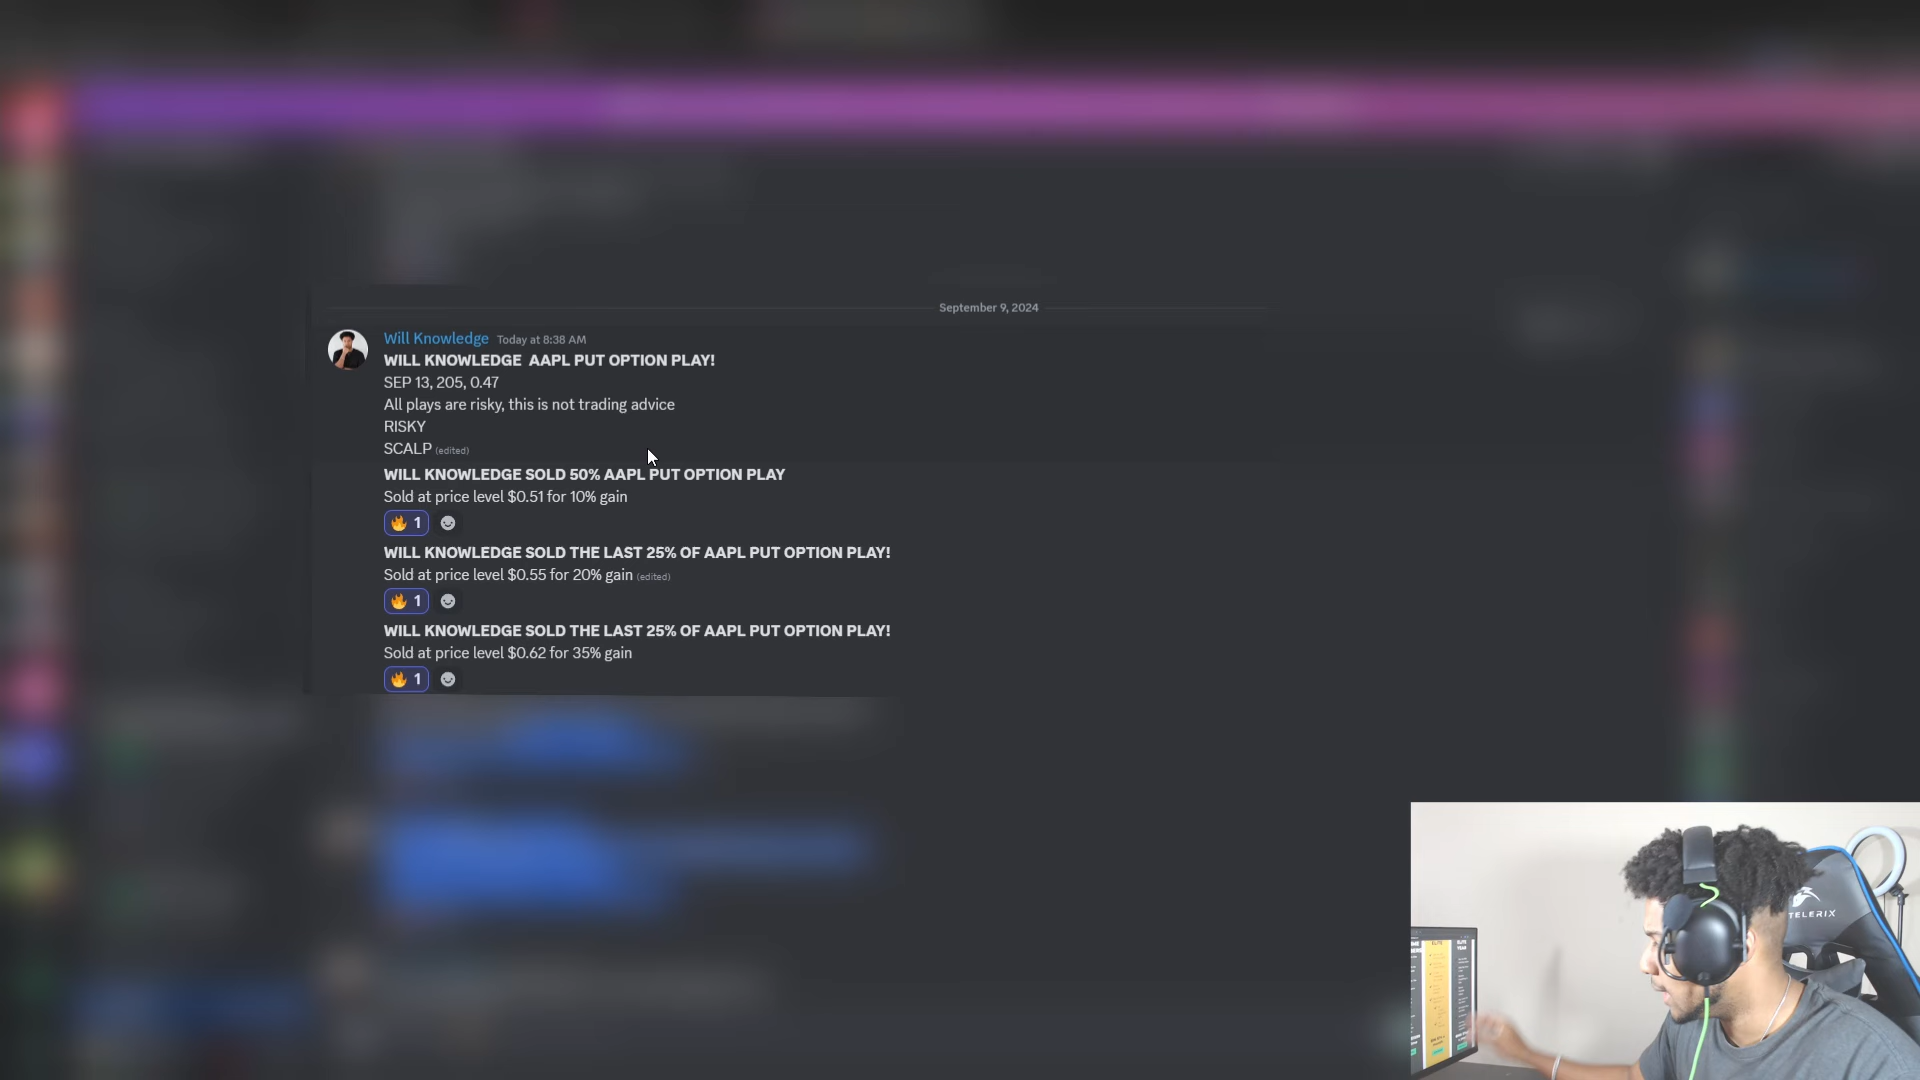 September 9, 2024
Will Knowledge Today at 8:38 AM
WILL KNOWLEDGE  AAPL PUT OPTION PLAY!
SEP 13, 205, 0.47
All plays are risky, this is not trading advice
RISKY
SCALP (edited)
WILL KNOWLEDGE SOLD 50% AAPL PUT OPTION PLAY
Sold at price level $0.51 for 10% gain
🔥 1
WILL KNOWLEDGE SOLD THE LAST 25% OF AAPL PUT OPTION PLAY!
Sold at price level $0.55 for 20% gain (edited)
🔥 1
WILL KNOWLEDGE SOLD THE LAST 25% OF AAPL PUT OPTION PLAY!
Sold at price level $0.62 for 35% gain
🔥 1
TELERIX